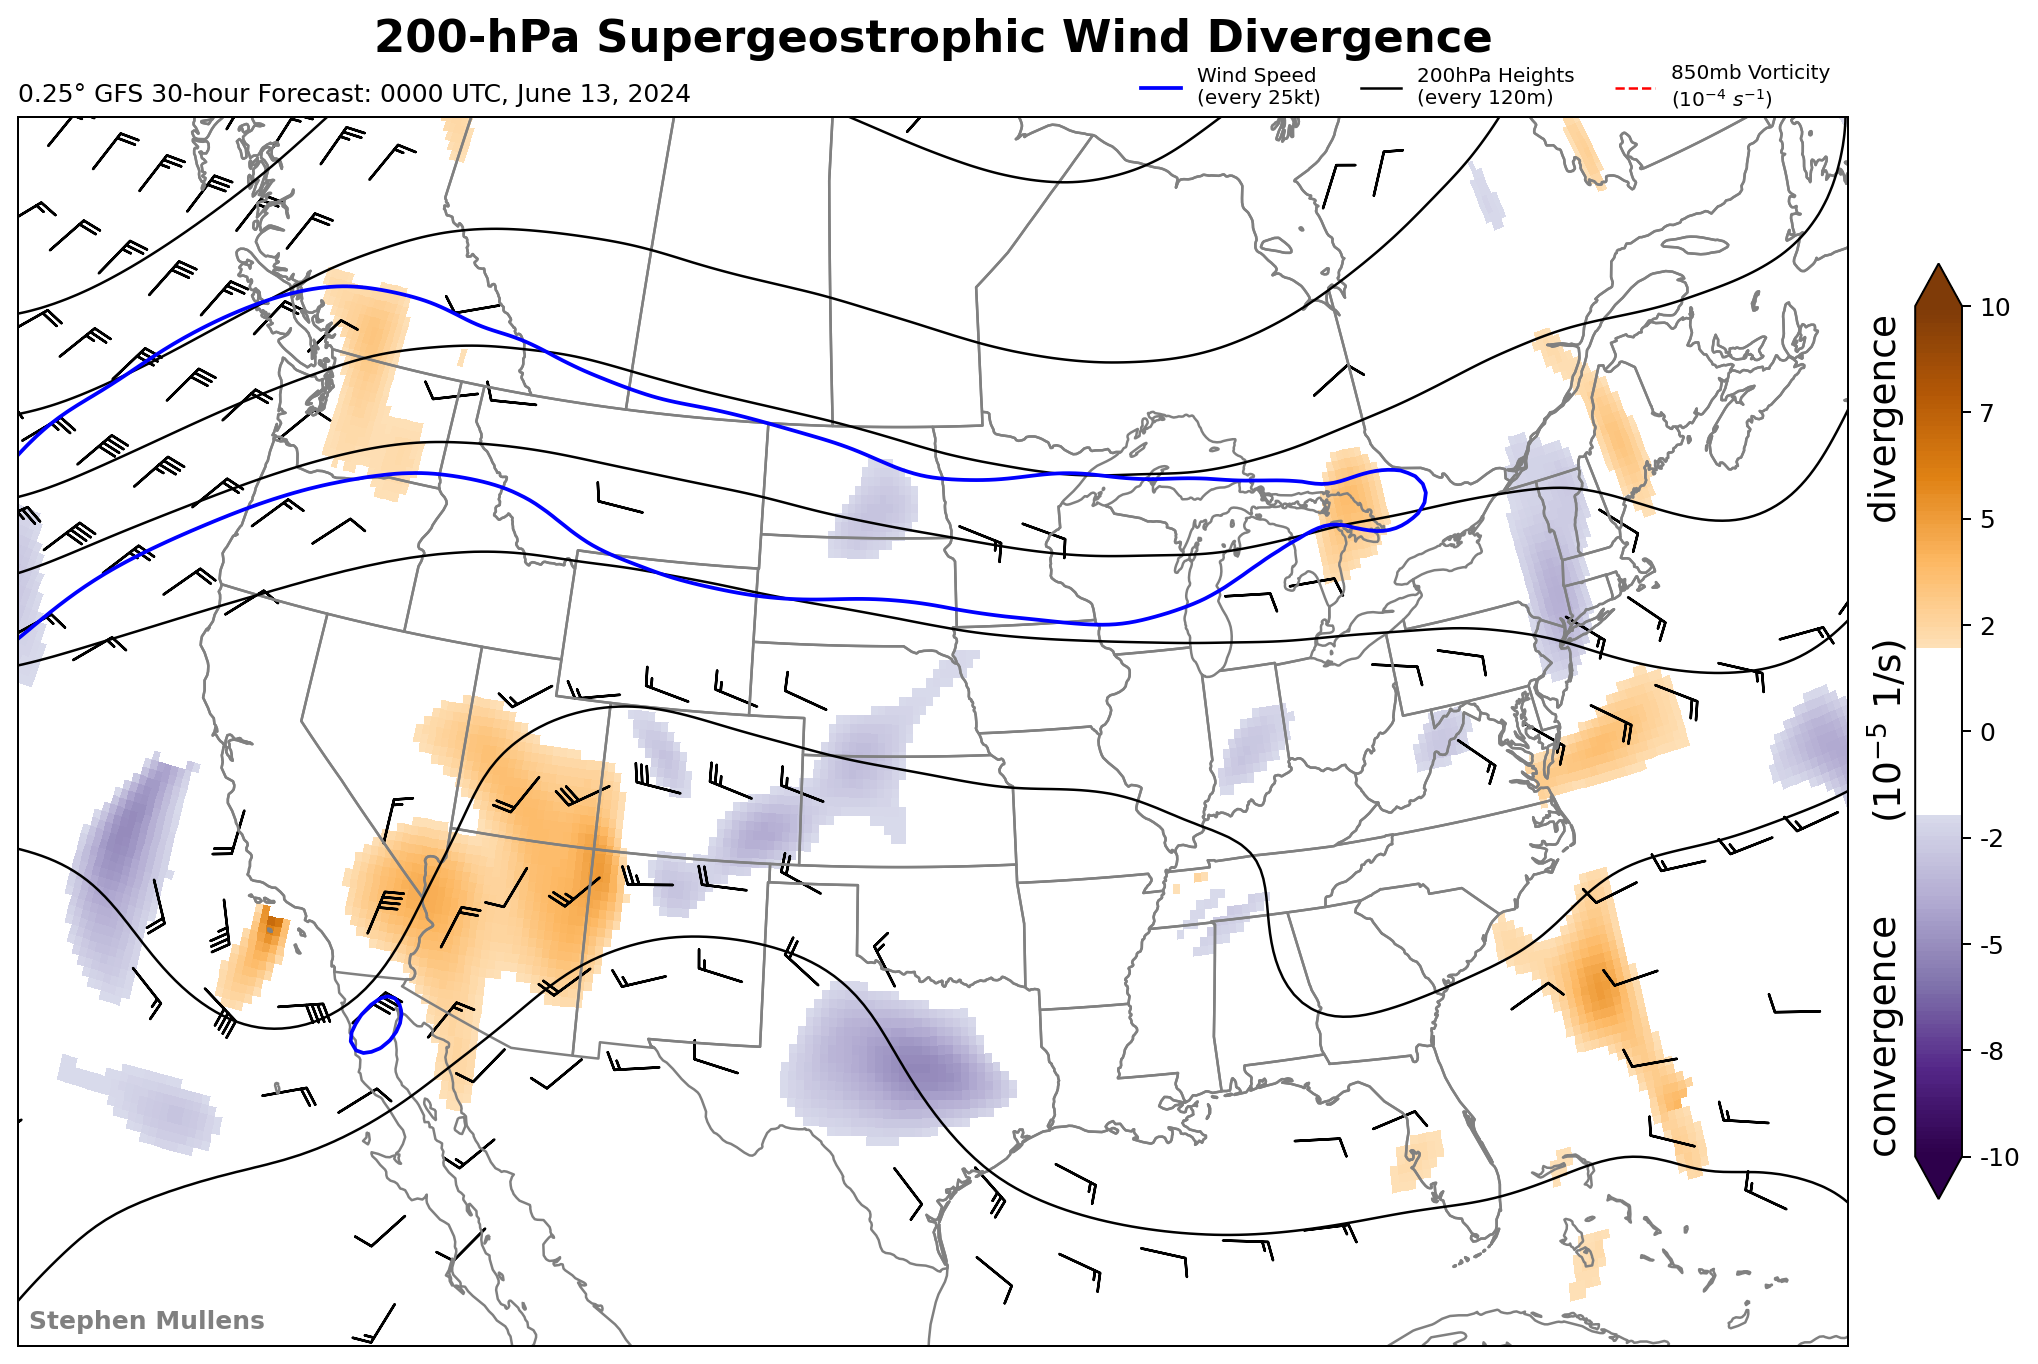 200-hPa Supergeostrophic Wind Divergence
0.25° GFS 30-hour Forecast: 0000 UTC, June 13, 2024
Wind Speed
(every 25kt)
200hPa Heights
(every 120m)
850mb Vorticity
(10⁻⁴ s⁻¹)
10
7
5
2
0
-2
-5
-8
-10
convergence (10⁻⁵ 1/s) divergence
Stephen Mullens